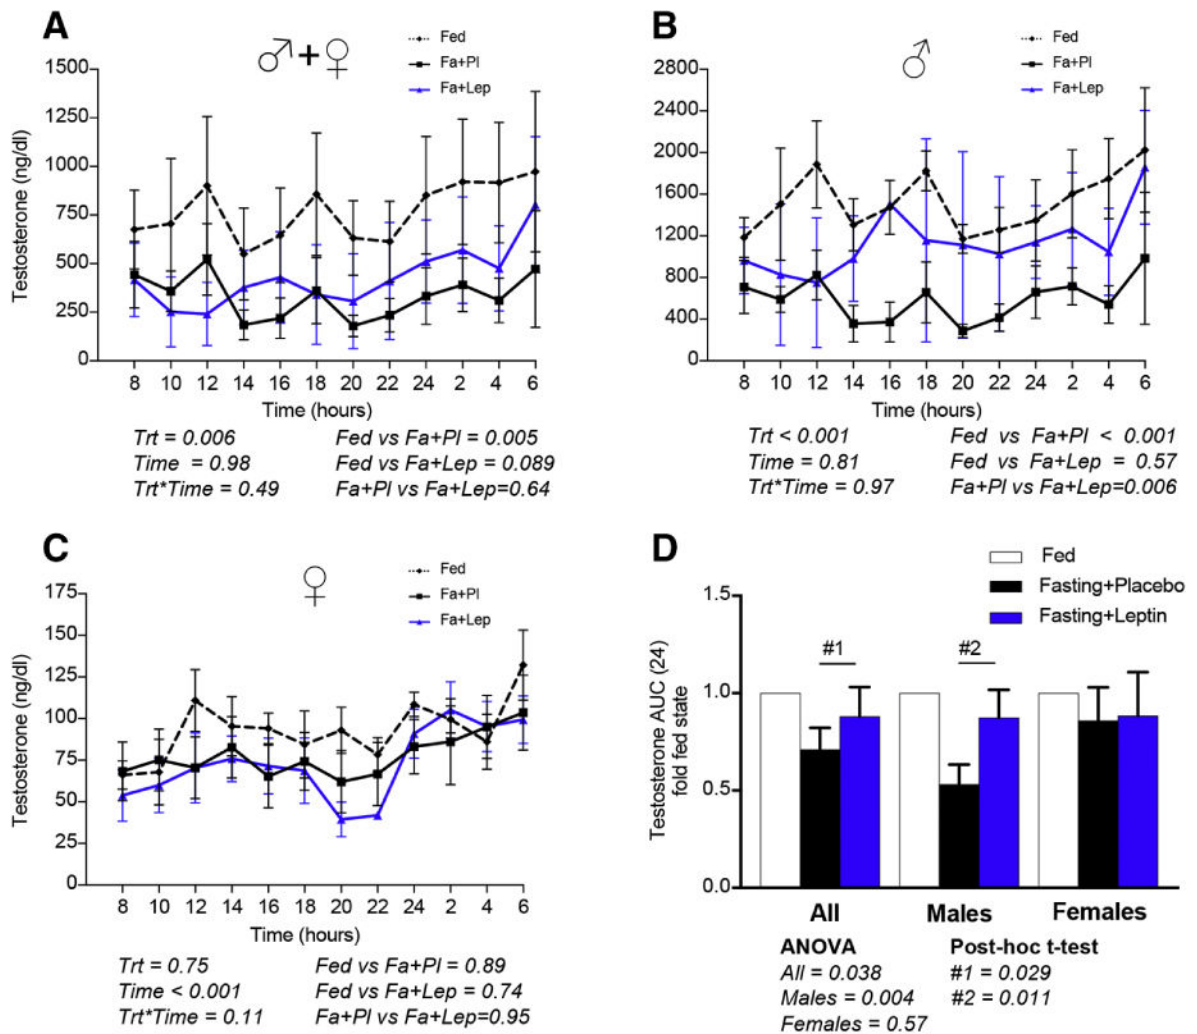 A
♂+♀
Fed
Fa+Pl
Fa+Lep
1500
1250
1000
750
500
250
0
Testosterone (ng/dl)
8 10 12 14 16 18 20 22 24 2 4 6
Time (hours)
Trt = 0.006 Fed vs Fa+Pl = 0.005
Time = 0.98 Fed vs Fa+Lep = 0.089
Trt*Time = 0.49 Fa+Pl vs Fa+Lep=0.64
B
♂
Fed
Fa+Pl
Fa+Lep
2800
2400
2000
1600
1200
800
400
0
8 10 12 14 16 18 20 22 24 2 4 6
Time (hours)
Trt < 0.001 Fed vs Fa+Pl < 0.001
Time = 0.81 Fed vs Fa+Lep = 0.57
Trt*Time = 0.97 Fa+Pl vs Fa+Lep=0.006
C
♀
Fed
Fa+Pl
Fa+Lep
175
150
125
100
75
50
25
0
Testosterone (ng/dl)
8 10 12 14 16 18 20 22 24 2 4 6
Time (hours)
Trt = 0.75 Fed vs Fa+Pl = 0.89
Time < 0.001 Fed vs Fa+Lep = 0.74
Trt*Time = 0.11 Fa+Pl vs Fa+Lep=0.95
D
Fed
Fasting+Placebo
Fasting+Leptin
1.5
1.0
0.5
0.0
Testosterone AUC (24)
fold fed state
#1
#2
All Males Females
ANOVA Post-hoc t-test
All = 0.038 #1 = 0.029
Males = 0.004 #2 = 0.011
Females = 0.57